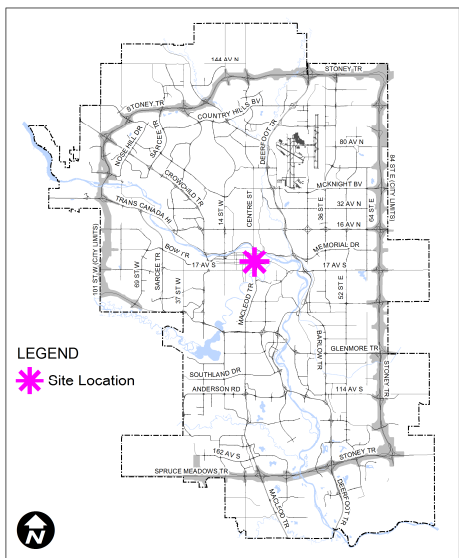 144 AV N
STONEY TR
STONEY TR
COUNTRY HILLS BV
NOSE HILL DR
SARCEE TR
DEERFOOT TR
80 AV N
CROWCHILD TR
MCKNIGHT BV
84 ST E (CITY LIMITS)
TRANS CANADA HI
14 ST W
CENTRE ST
36 ST E
32 AV N
64 ST E
16 AV N
BOW TR
MEMORIAL DR
17 AV S
17 AV S
101 ST W (CITY LIMITS)
69 ST W
SARCEE TR
37 ST W
MACLEOD TR
52 ST E
BARLOW TR
GLENMORE TR
LEGEND
Site Location
SOUTHLAND DR
ANDERSON RD
114 AV S
STONEY TR
162 AV S
STONEY TR
SPRUCE MEADOWS TR
MACLEOD TR
DEERFOOT TR
N